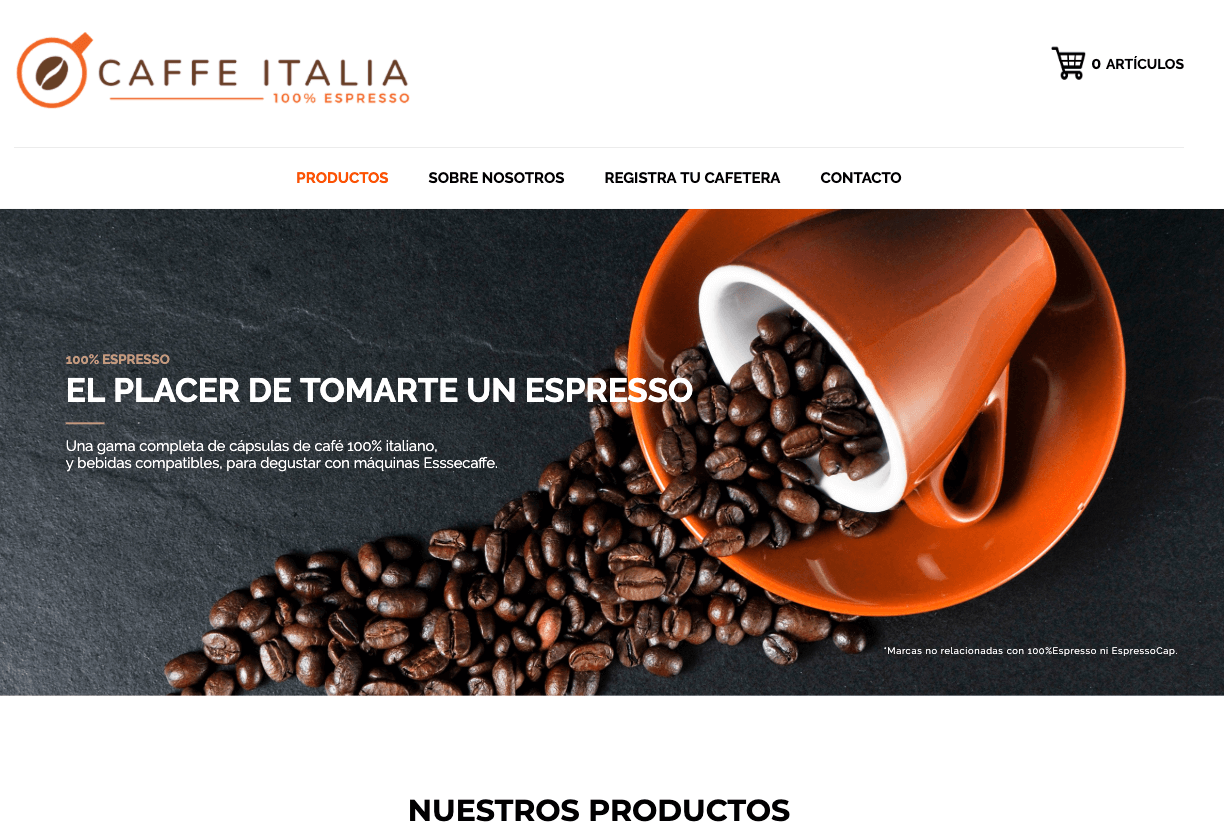 CAFFE ITALIA
100% ESPRESSO
0 ARTÍCULOS
PRODUCTOS SOBRE NOSOTROS REGISTRA TU CAFETERA CONTACTO
100% ESPRESSO
EL PLACER DE TOMARTE UN ESPRESSO
Una gama completa de cápsulas de café 100% italiano,
y bebidas compatibles, para degustar con máquinas Esssecaffe.
*Marcas no relacionadas con 100%Espresso ni EspressoCap.
NUESTROS PRODUCTOS